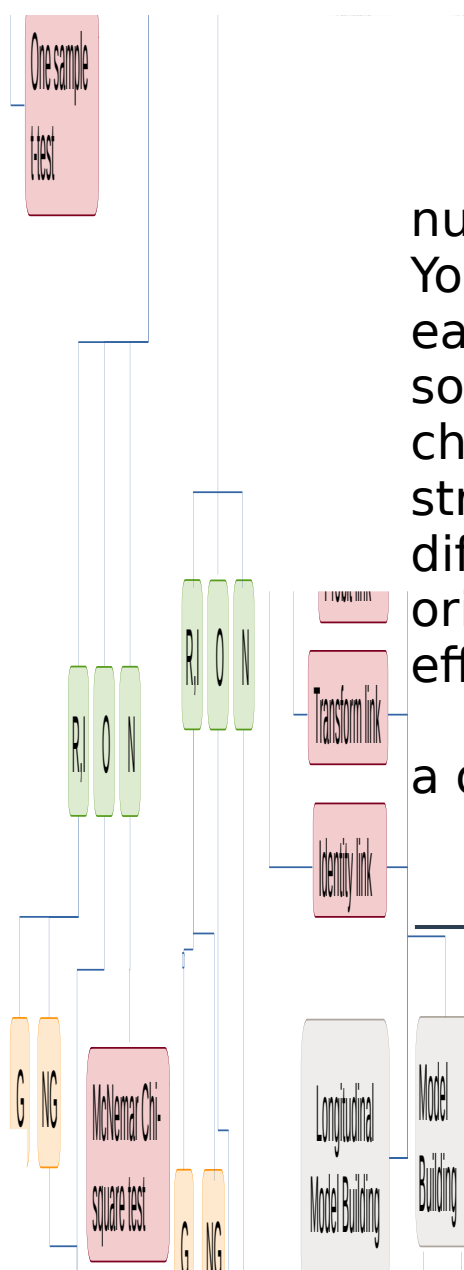 One sample
t-test
nu
Yo
ea
so
ch
str
dif
ori
eff
a
R,I
O
N
R,I
O
N
Transform link
Identity link
G
NG
McNemar Chi-
square test
G
NG
Longitudinal
Model Building
Model
Building